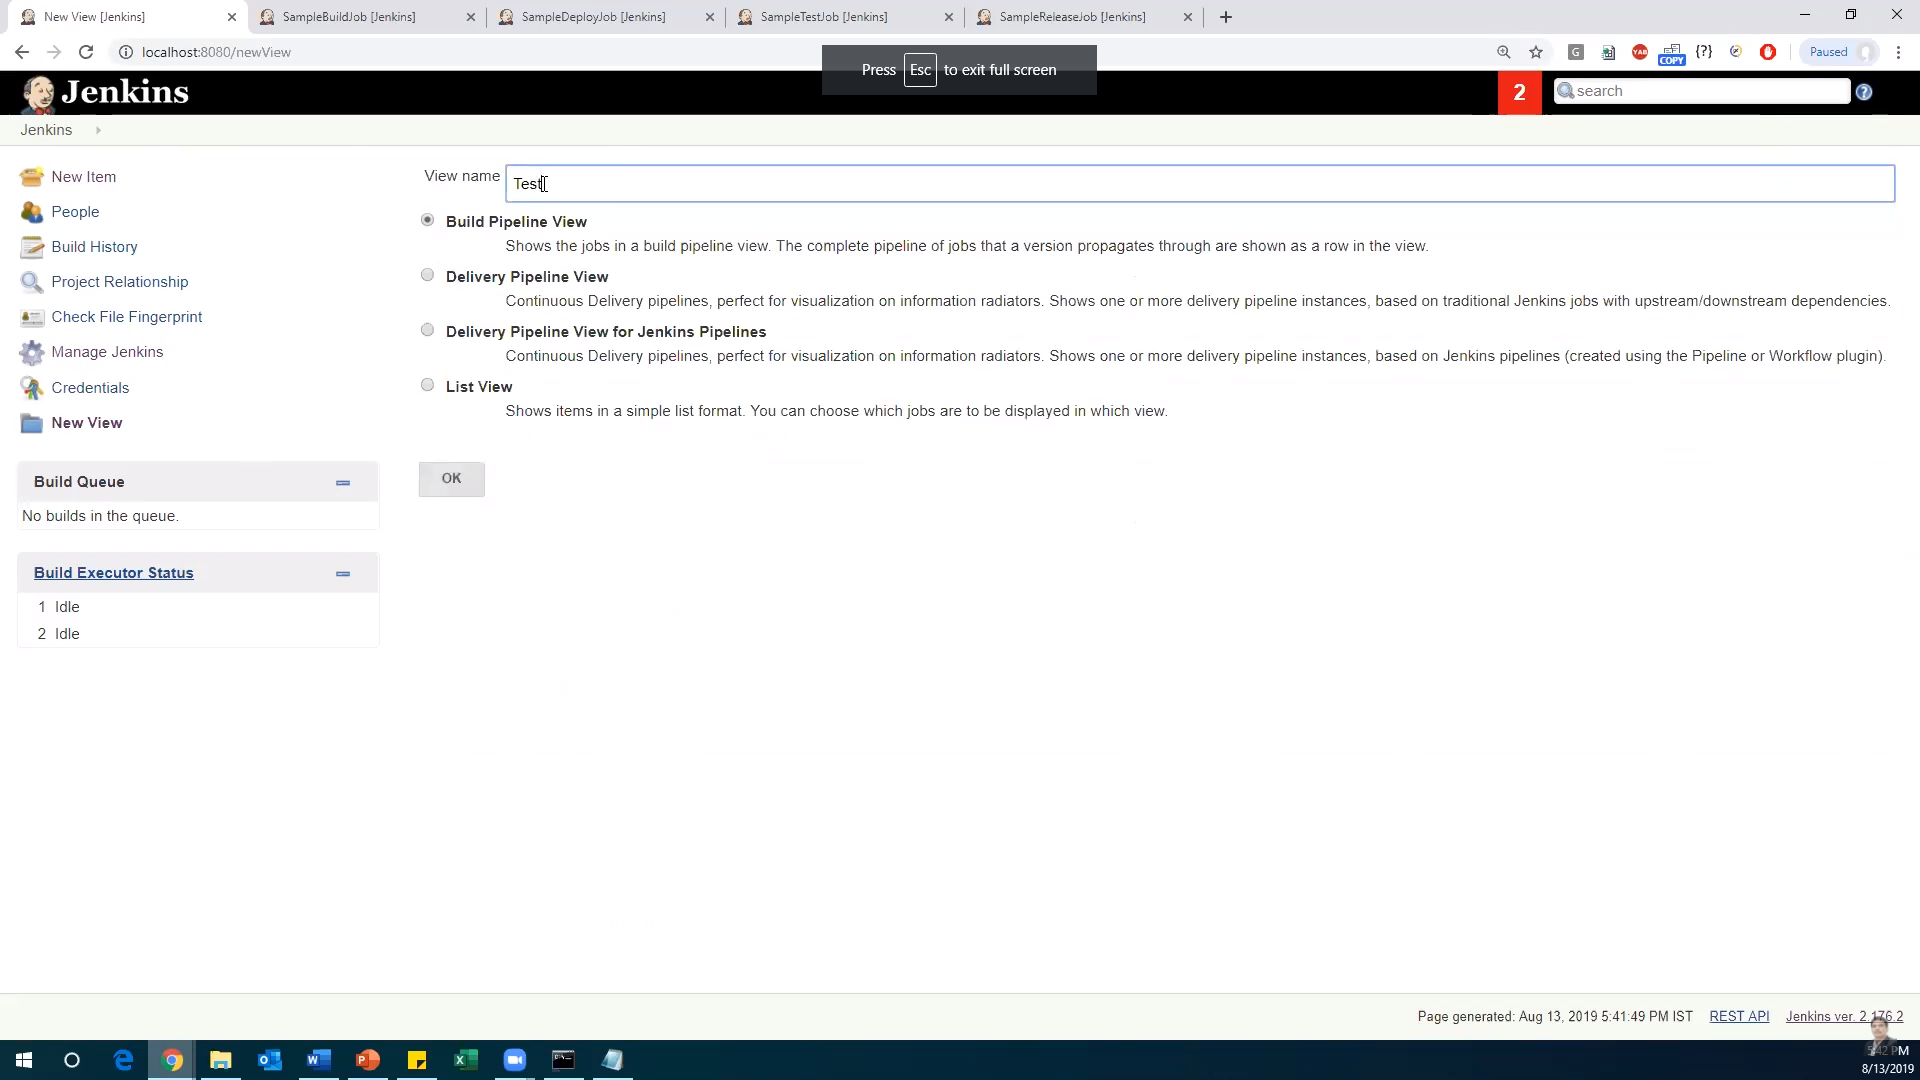 New View [Jenkins]
SampleBuildJob [Jenkins]
SampleDeployJob [Jenkins]
SampleTestJob [Jenkins]
SampleReleaseJob [Jenkins]
localhost:8080/newView
COPY
Paused
Press Esc to exit full screen
Jenkins
2
search
Jenkins
New Item
People
Build History
Project Relationship
Check File Fingerprint
Manage Jenkins
Credentials
New View
Build Queue
No builds in the queue.
Build Executor Status
1 Idle
2 Idle
View name
Test
Build Pipeline View
Shows the jobs in a build pipeline view. The complete pipeline of jobs that a version propagates through are shown as a row in the view.
Delivery Pipeline View
Continuous Delivery pipelines, perfect for visualization on information radiators. Shows one or more delivery pipeline instances, based on traditional Jenkins jobs with upstream/downstream dependencies.
Delivery Pipeline View for Jenkins Pipelines
Continuous Delivery pipelines, perfect for visualization on information radiators. Shows one or more delivery pipeline instances, based on Jenkins pipelines (created using the Pipeline or Workflow plugin).
List View
Shows items in a simple list format. You can choose which jobs are to be displayed in which view.
OK
Page generated: Aug 13, 2019 5:41:49 PM IST
REST API
Jenkins ver. 2.176.2
5:42 PM
8/13/2019